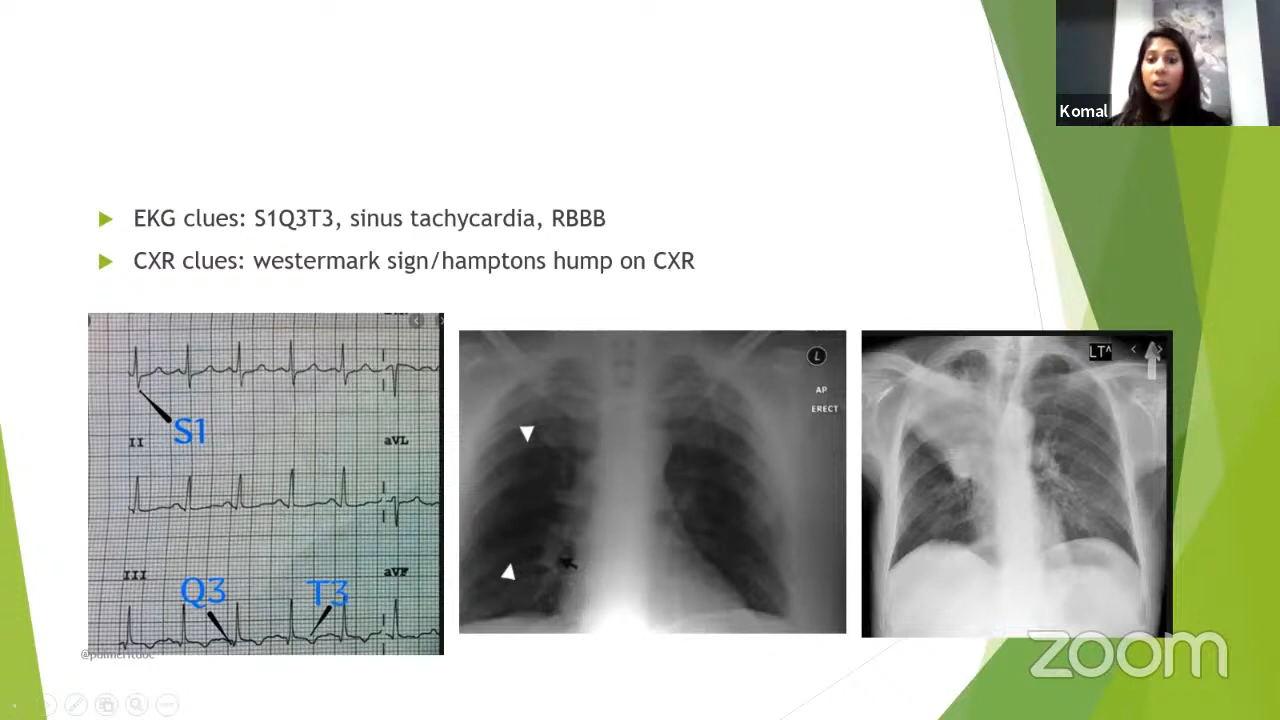 Komal
EKG clues: S1Q3T3, sinus tachycardia, RBBB
CXR clues: westermark sign/hamptons hump on CXR
S1
II
aVL
III
aVF
Q3
T3
L
AP
ERECT
LT^
@pulmcritdoc
zoom